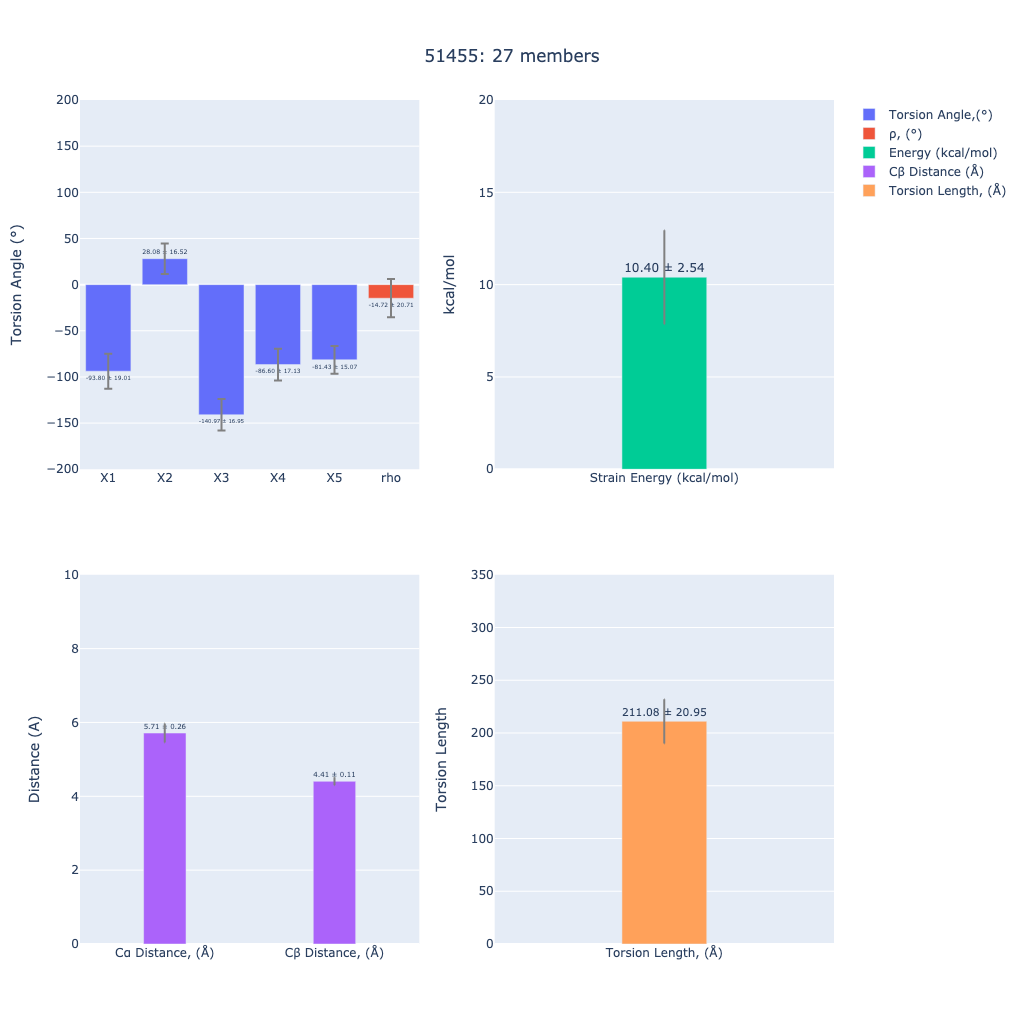 51455: 27 members
200
150
100
50
0
−50
−100
−150
−200
Torsion Angle (°)
28.08 ± 16.52
-93.80 ± 19.01
-140.97 ± 16.95
-86.60 ± 17.13
-81.43 ± 15.07
-14.72 ± 20.71
X1 X2 X3 X4 X5 rho
20
15
10
5
0
kcal/mol
10.40 ± 2.54
Strain Energy (kcal/mol)
Torsion Angle,(°)
ρ, (°)
Energy (kcal/mol)
Cβ Distance (Å)
Torsion Length, (Å)
10
8
6
4
2
0
Distance (A)
5.71 ± 0.26
4.41 ± 0.11
Cα Distance, (Å) Cβ Distance, (Å)
350
300
250
200
150
100
50
0
Torsion Length
211.08 ± 20.95
Torsion Length, (Å)